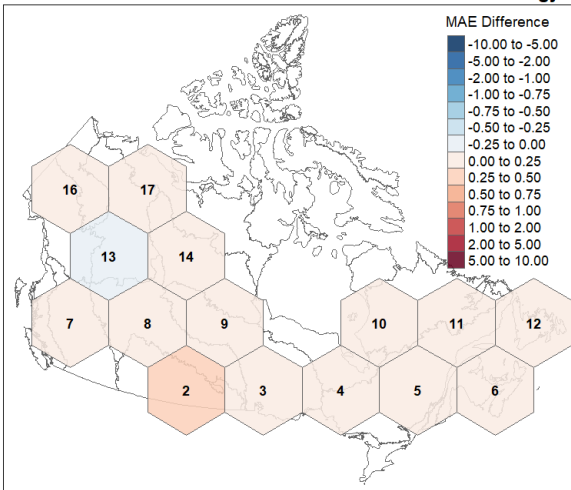 MAE Difference
-10.00 to -5.00
-5.00 to -2.00
-2.00 to -1.00
-1.00 to -0.75
-0.75 to -0.50
-0.50 to -0.25
-0.25 to 0.00
0.00 to 0.25
0.25 to 0.50
0.50 to 0.75
0.75 to 1.00
1.00 to 2.00
2.00 to 5.00
5.00 to 10.00
16 17
13 14
7 8 9 10 11 12
2 3 4 5 6